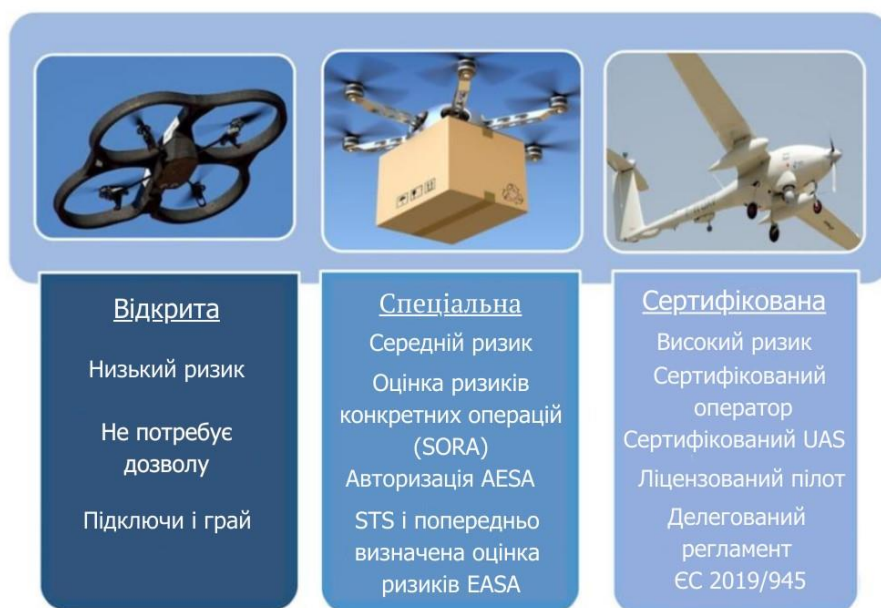 Відкрита
Низький ризик
Не потребує
дозволу
Підключи і грай
Спеціальна
Середній ризик
Оцінка ризиків
конкретних операцій
(SORA)
Авторизація AESA
STS і попередньо
визначена оцінка
ризиків EASA
Сертифікована
Високий ризик
Сертифікований
оператор
Сертифікований UAS
Ліцензований пілот
Делегований
регламент
ЄС 2019/945